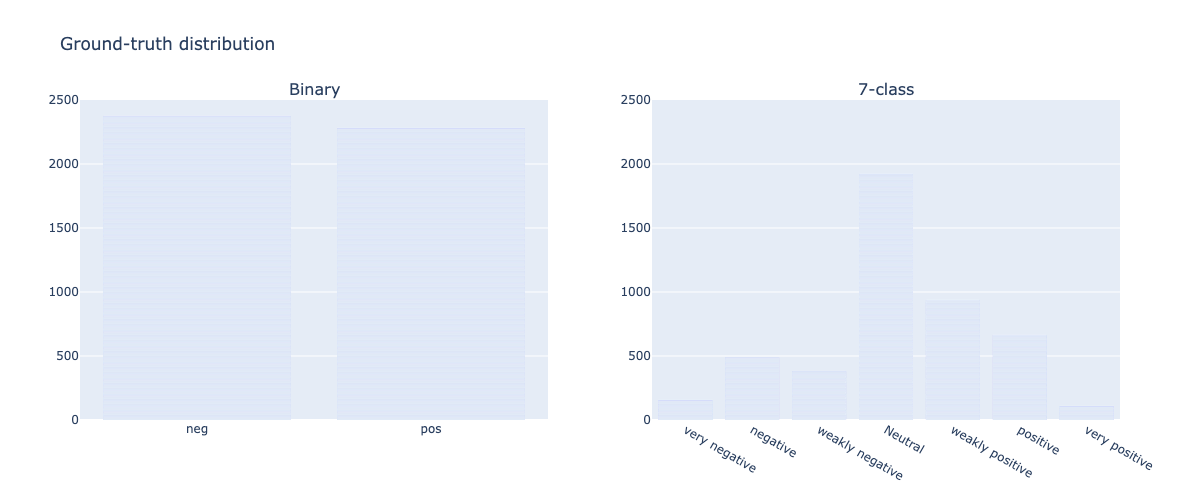 Ground-truth distribution
Binary
2500
2000
1500
1000
500
0
neg
pos
7-class
2500
2000
1500
1000
500
0
very negative
negative
weakly negative
Neutral
weakly positive
positive
very positive